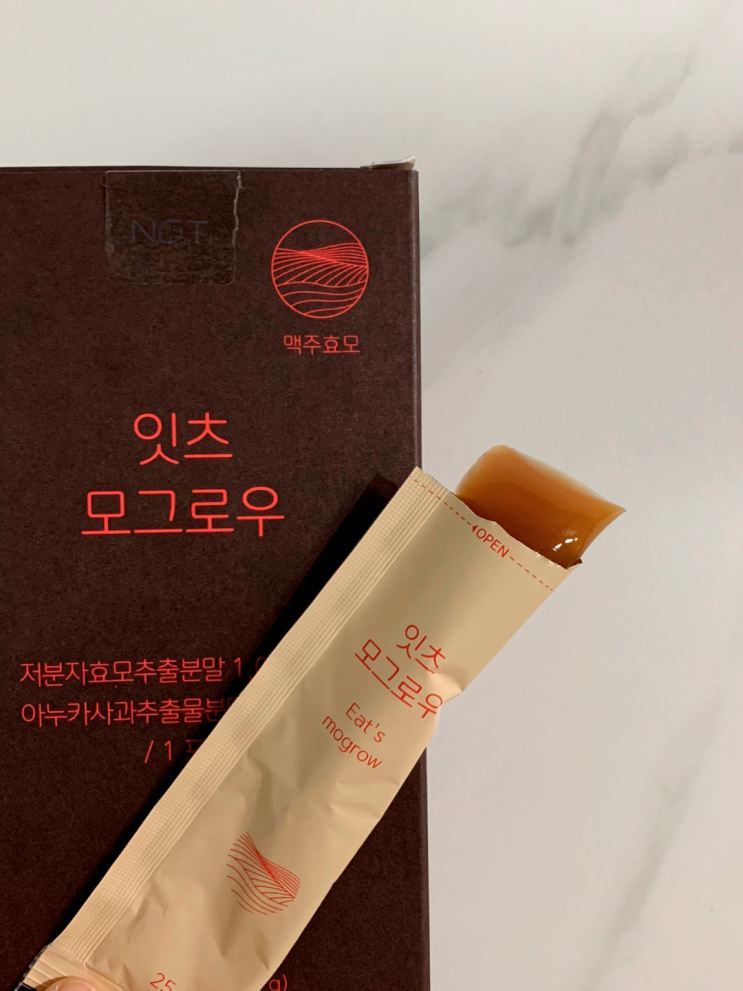 NGT
맥주효모
잇츠
모그로우
저분자효모추출분말
아누카사과추출물분말
/ 1
OPEN
잇츠
모그로우
Eat's
mogrow
25
g)